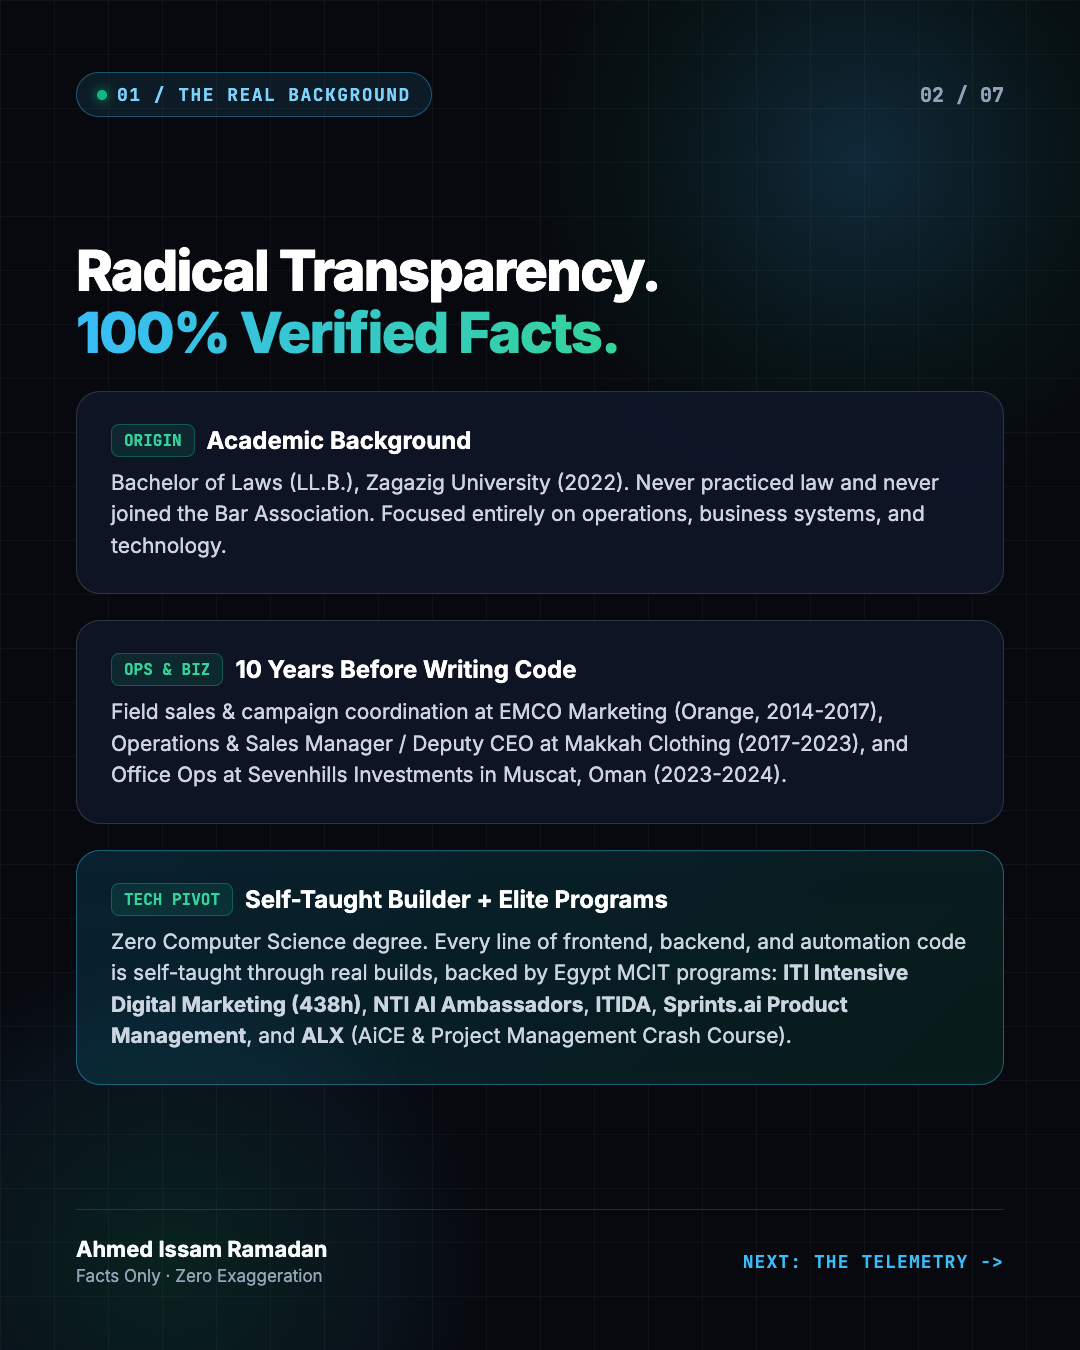 01 / THE REAL BACKGROUND
02 / 07
Radical Transparency.
100% Verified Facts.
ORIGIN Academic Background
Bachelor of Laws (LL.B.), Zagazig University (2022). Never practiced law and never
joined the Bar Association. Focused entirely on operations, business systems, and
technology.
OPS & BIZ 10 Years Before Writing Code
Field sales & campaign coordination at EMCO Marketing (Orange, 2014-2017),
Operations & Sales Manager / Deputy CEO at Makkah Clothing (2017-2023), and
Office Ops at Sevenhills Investments in Muscat, Oman (2023-2024).
TECH PIVOT Self-Taught Builder + Elite Programs
Zero Computer Science degree. Every line of frontend, backend, and automation code
is self-taught through real builds, backed by Egypt MCIT programs: ITI Intensive
Digital Marketing (438h), NTI AI Ambassadors, ITIDA, Sprints.ai Product
Management, and ALX (AiCE & Project Management Crash Course).
Ahmed Issam Ramadan
Facts Only · Zero Exaggeration
NEXT: THE TELEMETRY ->